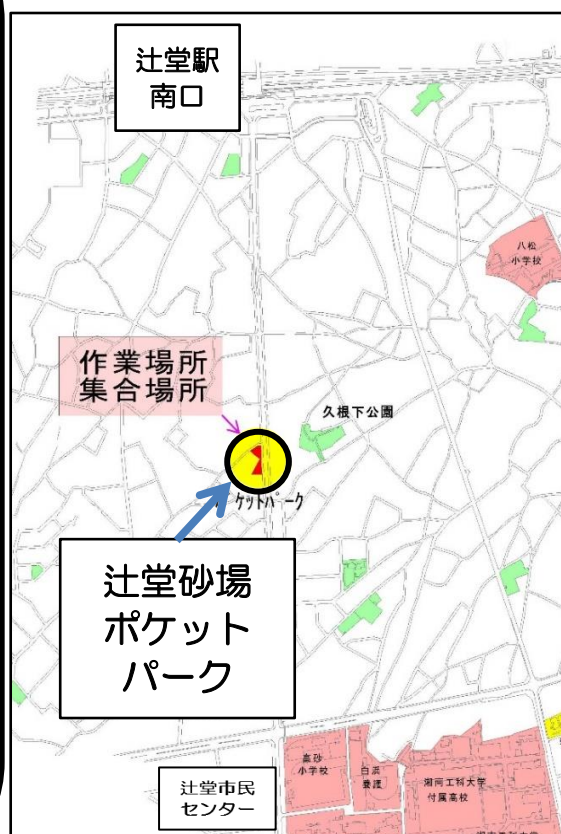 辻堂駅
南口
八松
小学校
作業場所
集合場所
久根下公園
ケットパーク
辻堂砂場
ポケット
パーク
高砂
小学校
白浜
養護
湘南工科大学
付属高校
辻堂市民
センター